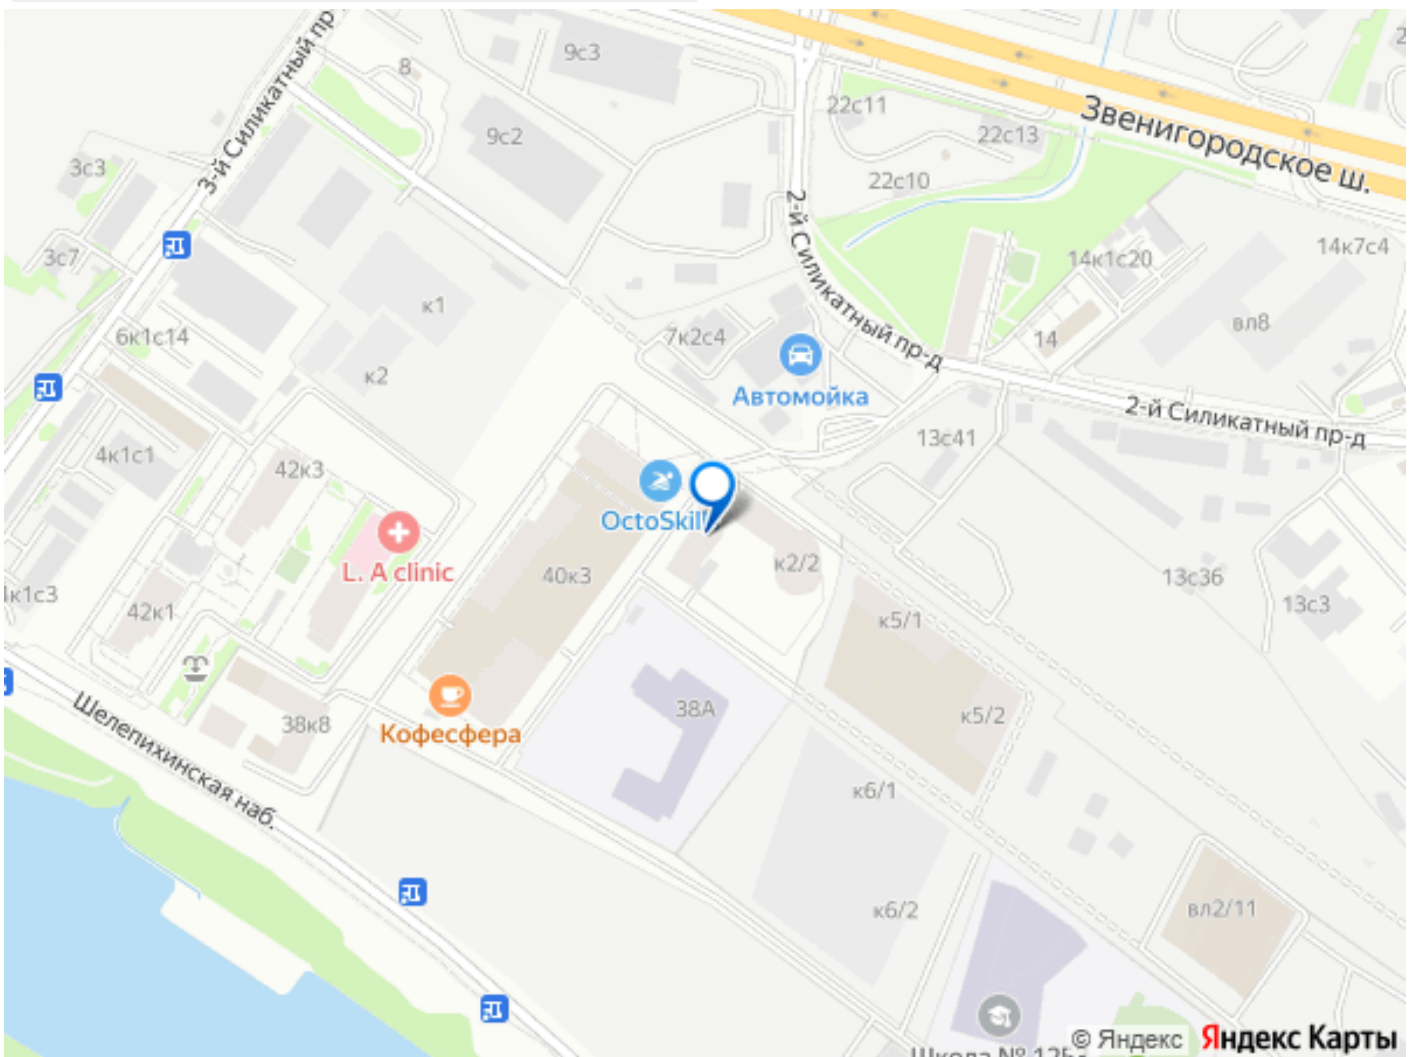 9с3
8
3-й Силикатный пр
9с2
22с11
22с13
Звенигородское ш.
3с3
22с10
2-й Силикатный пр-д
14к7с4
3с7
14к1с20
к1
вл8
6к1с14
7к2с4
14
к2
Автомойка
2-й Силикатный пр-д
13с41
4к1с1
42к3
OctoSkill
L. A clinic
40к3
к2/2
13с36
к1с3
42к1
13с3
к5/1
38А
к5/2
Шелепихинская наб.
38к8
Кофесфера
к6/1
к6/2
вл2/11
© Яндекс
Яндекс Карты
Школа №